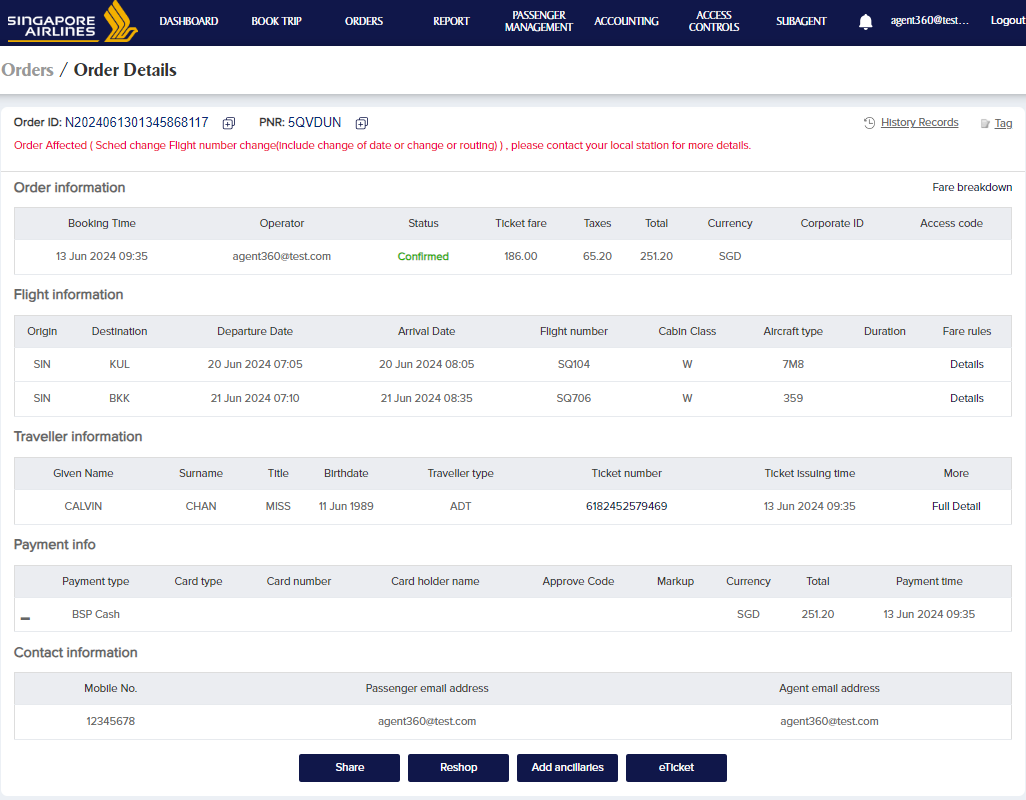 SINGAPORE AIRLINES DASHBOARD BOOK TRIP ORDERS REPORT PASSENGER MANAGEMENT ACCOUNTING ACCESS CONTROLS SUBAGENT agent360@test... Logout
Orders / Order Details
Order ID: N2024061301345868117 PNR: 5QVDUN History Records Tag
Order Affected ( Sched change Flight number change(include change of date or change or routing) ) , please contact your local station for more details.
Order information Fare breakdown
Booking Time Operator Status Ticket fare Taxes Total Currency Corporate ID Access code
13 Jun 2024 09:35 agent360@test.com Confirmed 186.00 65.20 251.20 SGD
Flight information
Origin Destination Departure Date Arrival Date Flight number Cabin Class Aircraft type Duration Fare rules
SIN KUL 20 Jun 2024 07:05 20 Jun 2024 08:05 SQ104 W 7M8 Details
SIN BKK 21 Jun 2024 07:10 21 Jun 2024 08:35 SQ706 W 359 Details
Traveller information
Given Name Surname Title Birthdate Traveller type Ticket number Ticket issuing time More
CALVIN CHAN MISS 11 Jun 1989 ADT 6182452579469 13 Jun 2024 09:35 Full Detail
Payment info
Payment type Card type Card number Card holder name Approve Code Markup Currency Total Payment time
BSP Cash SGD 251.20 13 Jun 2024 09:35
Contact information
Mobile No. Passenger email address Agent email address
12345678 agent360@test.com agent360@test.com
Share Reshop Add ancillaries eTicket